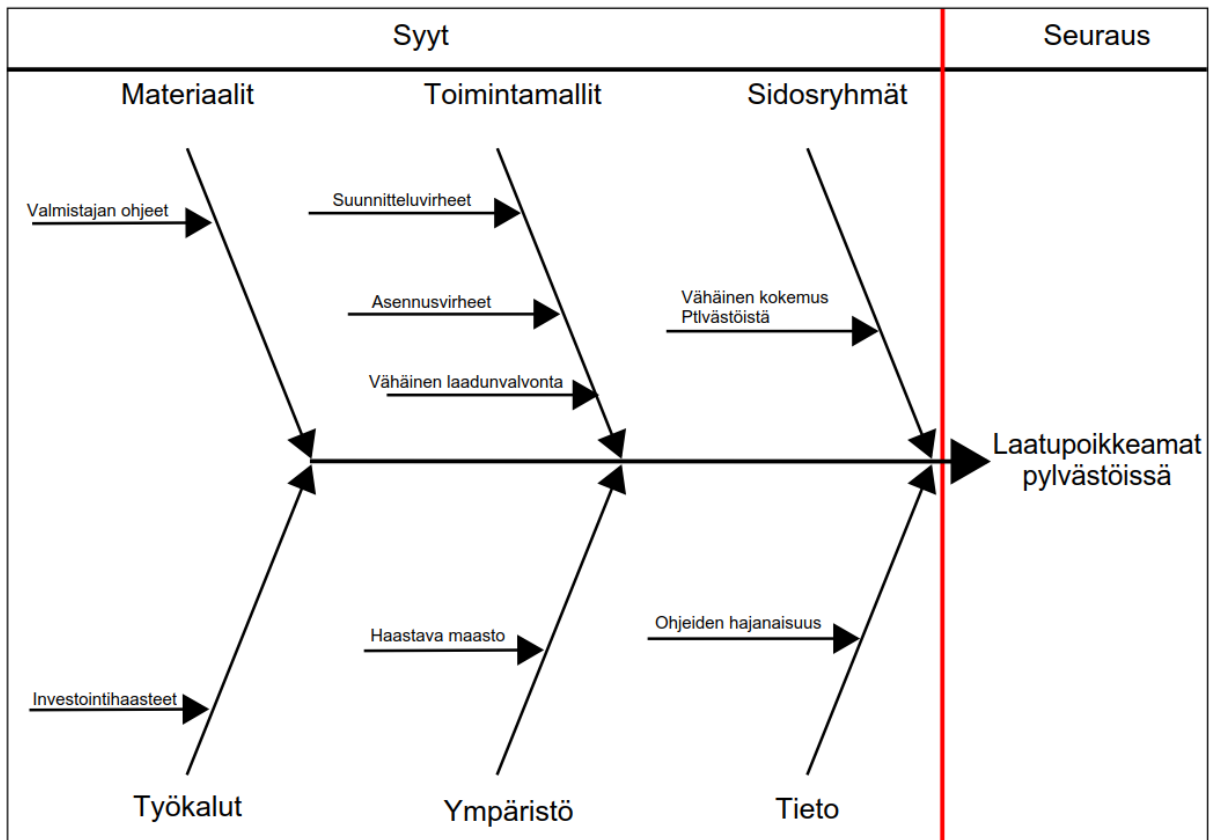 Syyt
Seuraus
Materiaalit
Toimintamallit
Sidosryhmät
Valmistajan ohjeet
Suunnitteluvirheet
Asennusvirheet
Vähäinen kokemus
Ptlvästöistä
Vähäinen laadunvalvonta
Laatupoikkeamat
pylvästöissä
Haastava maasto
Ohjeiden hajanaisuus
Investointihaasteet
Työkalut
Ympäristö
Tieto